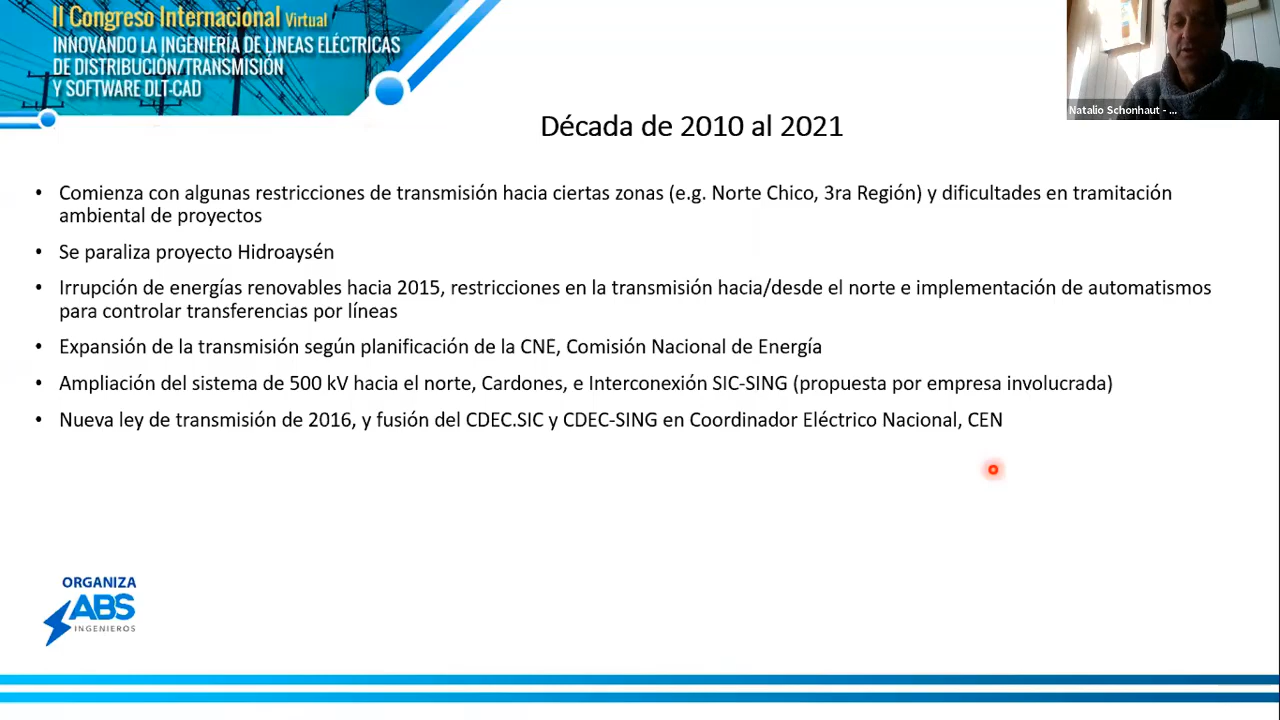 II Congreso Internacional Virtual
INNOVANDO LA INGENIERÍA DE LINEAS ELÉCTRICAS
DE DISTRIBUCIÓN/TRANSMISIÓN
Y SOFTWARE DLT-CAD
Natalio Schonhaut - ...
Década de 2010 al 2021
• Comienza con algunas restricciones de transmisión hacia ciertas zonas (e.g. Norte Chico, 3ra Región) y dificultades en tramitación
ambiental de proyectos
• Se paraliza proyecto Hidroaysén
• Irrupción de energías renovables hacia 2015, restricciones en la transmisión hacia/desde el norte e implementación de automatismos
para controlar transferencias por líneas
• Expansión de la transmisión según planificación de la CNE, Comisión Nacional de Energía
• Ampliación del sistema de 500 kV hacia el norte, Cardones, e Interconexión SIC-SING (propuesta por empresa involucrada)
• Nueva ley de transmisión de 2016, y fusión del CDEC.SIC y CDEC-SING en Coordinador Eléctrico Nacional, CEN
ORGANIZA
ABS
INGENIEROS